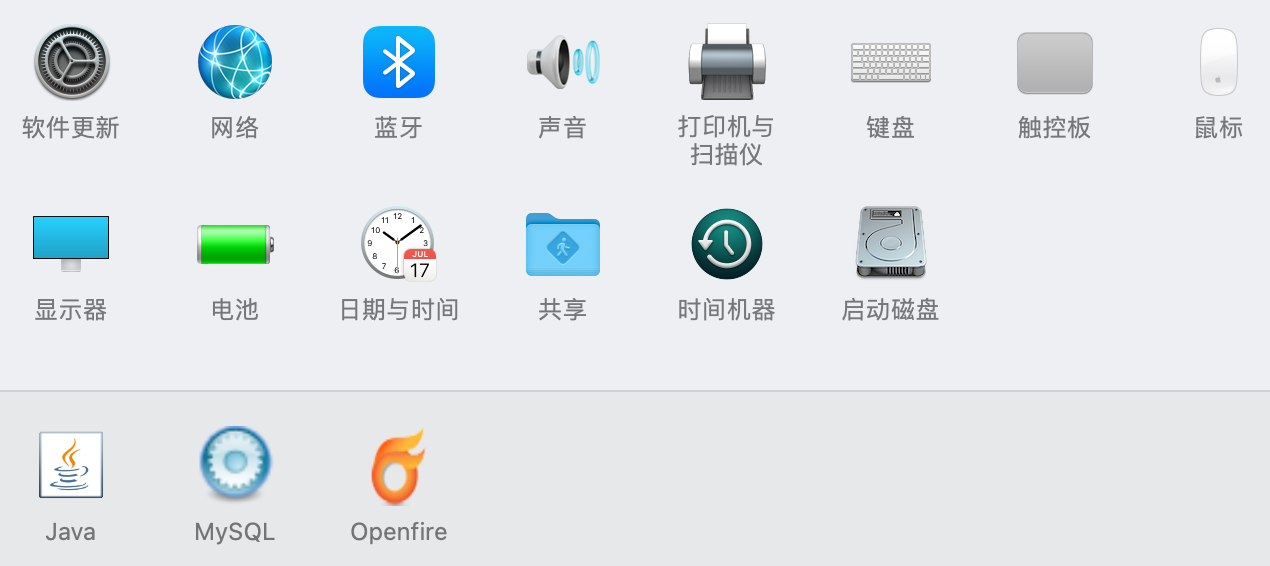 软件更新
网络
蓝牙
声音
打印机与
扫描仪
键盘
触控板
鼠标
显示器
电池
JUL
17
日期与时间
共享
时间机器
启动磁盘
Java
MySQL
Openfire